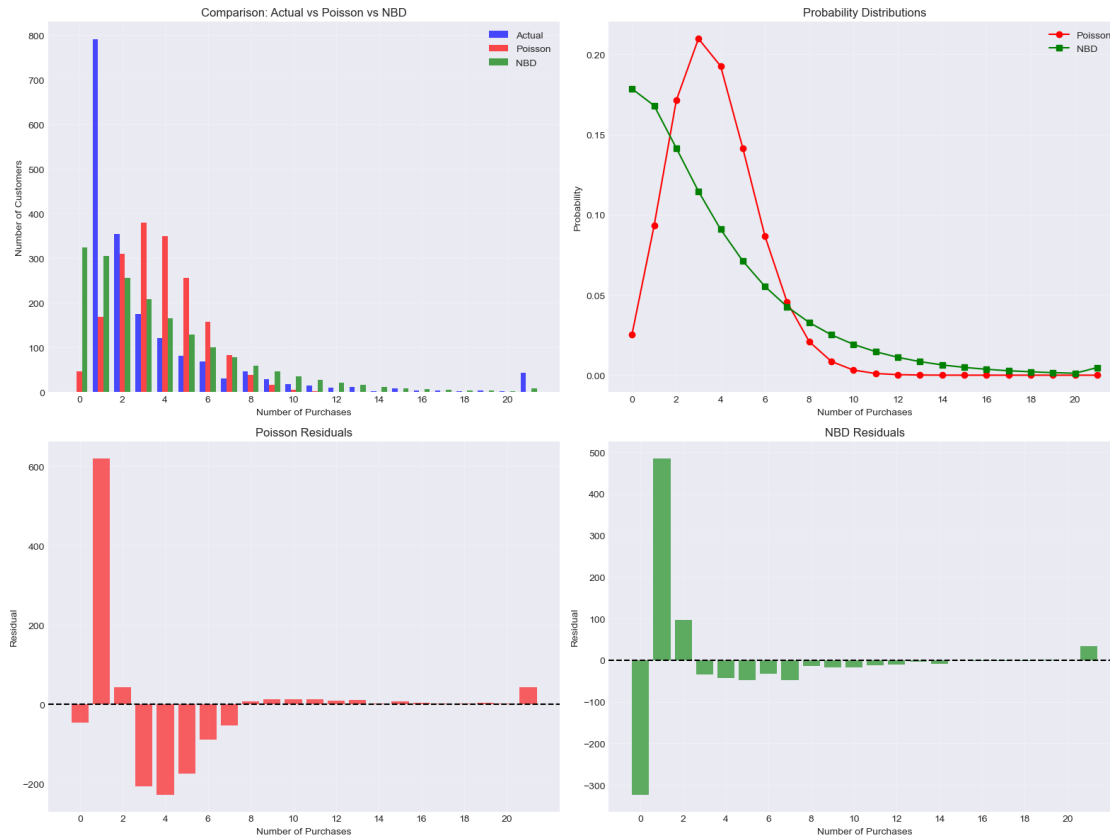 Comparison: Actual vs Poisson vs NBD
Actual
Poisson
NBD
Number of Customers
800
700
600
500
400
300
200
100
0
0 2 4 6 8 10 12 14 16 18 20
Number of Purchases
Probability Distributions
Poisson
NBD
Probability
0.20
0.15
0.10
0.05
0.00
0 2 4 6 8 10 12 14 16 18 20
Number of Purchases
Poisson Residuals
Residual
600
400
200
0
−200
0 2 4 6 8 10 12 14 16 18 20
Number of Purchases
NBD Residuals
Residual
500
400
300
200
100
0
−100
−200
−300
0 2 4 6 8 10 12 14 16 18 20
Number of Purchases